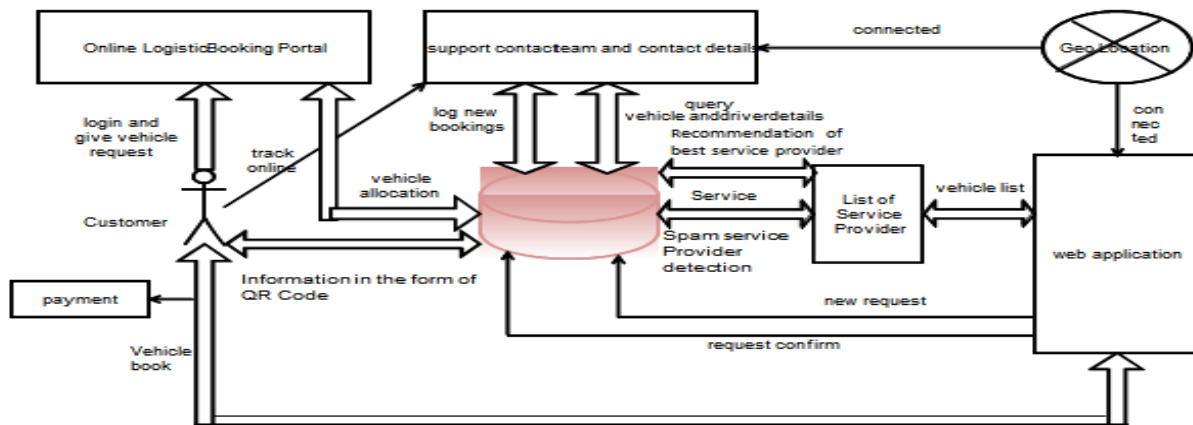 Online LogisticBooking Portal
support contactteam and contact details
connected
Geo Location
login and
give vehicle
request
log new
bookings
query
vehicle anddriverdetails
Recommendation of
best service provider
con
nec
ted
track
online
vehicle
allocation
Service
List of
Service
Provider
vehicle list
Customer
Spam service
Provider
detection
web application
Information in the form of
QR Code
payment
new request
request confirm
Vehicle
book